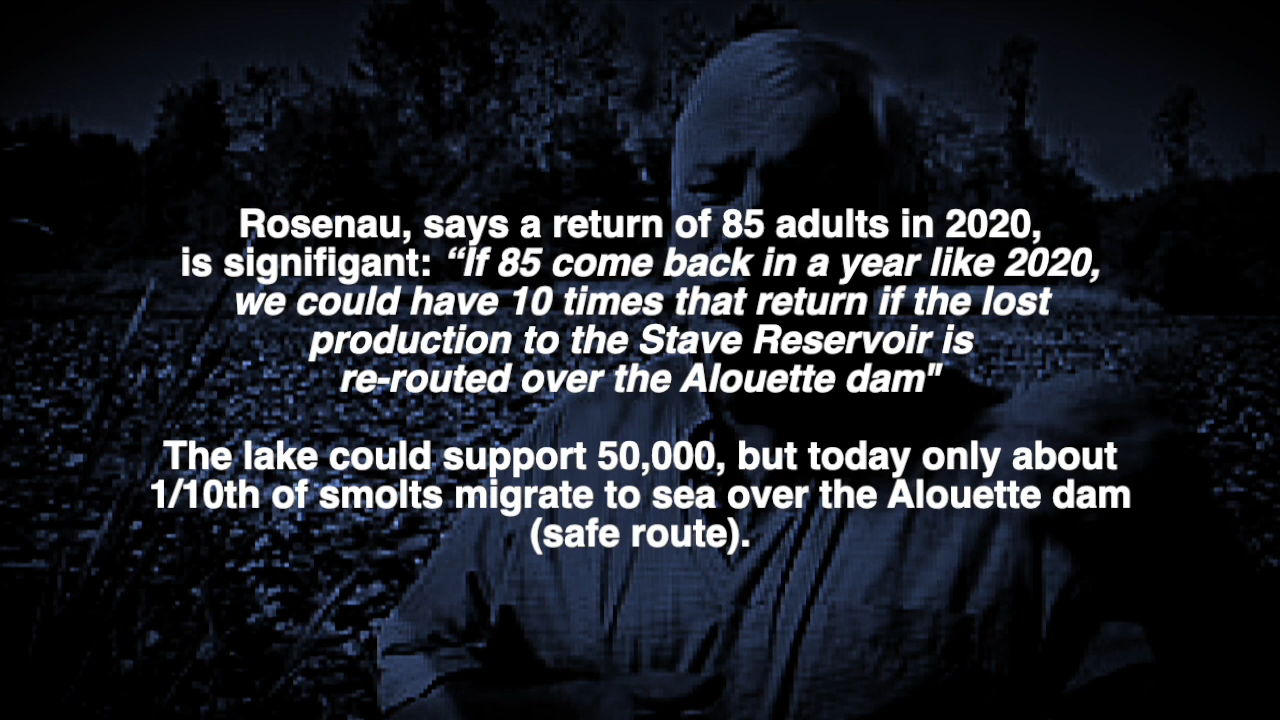 Rosenau, says a return of 85 adults in 2020,
is signifigant: “If 85 come back in a year like 2020,
we could have 10 times that return if the lost
production to the Stave Reservoir is
re-routed over the Alouette dam"
The lake could support 50,000, but today only about
1/10th of smolts migrate to sea over the Alouette dam
(safe route).